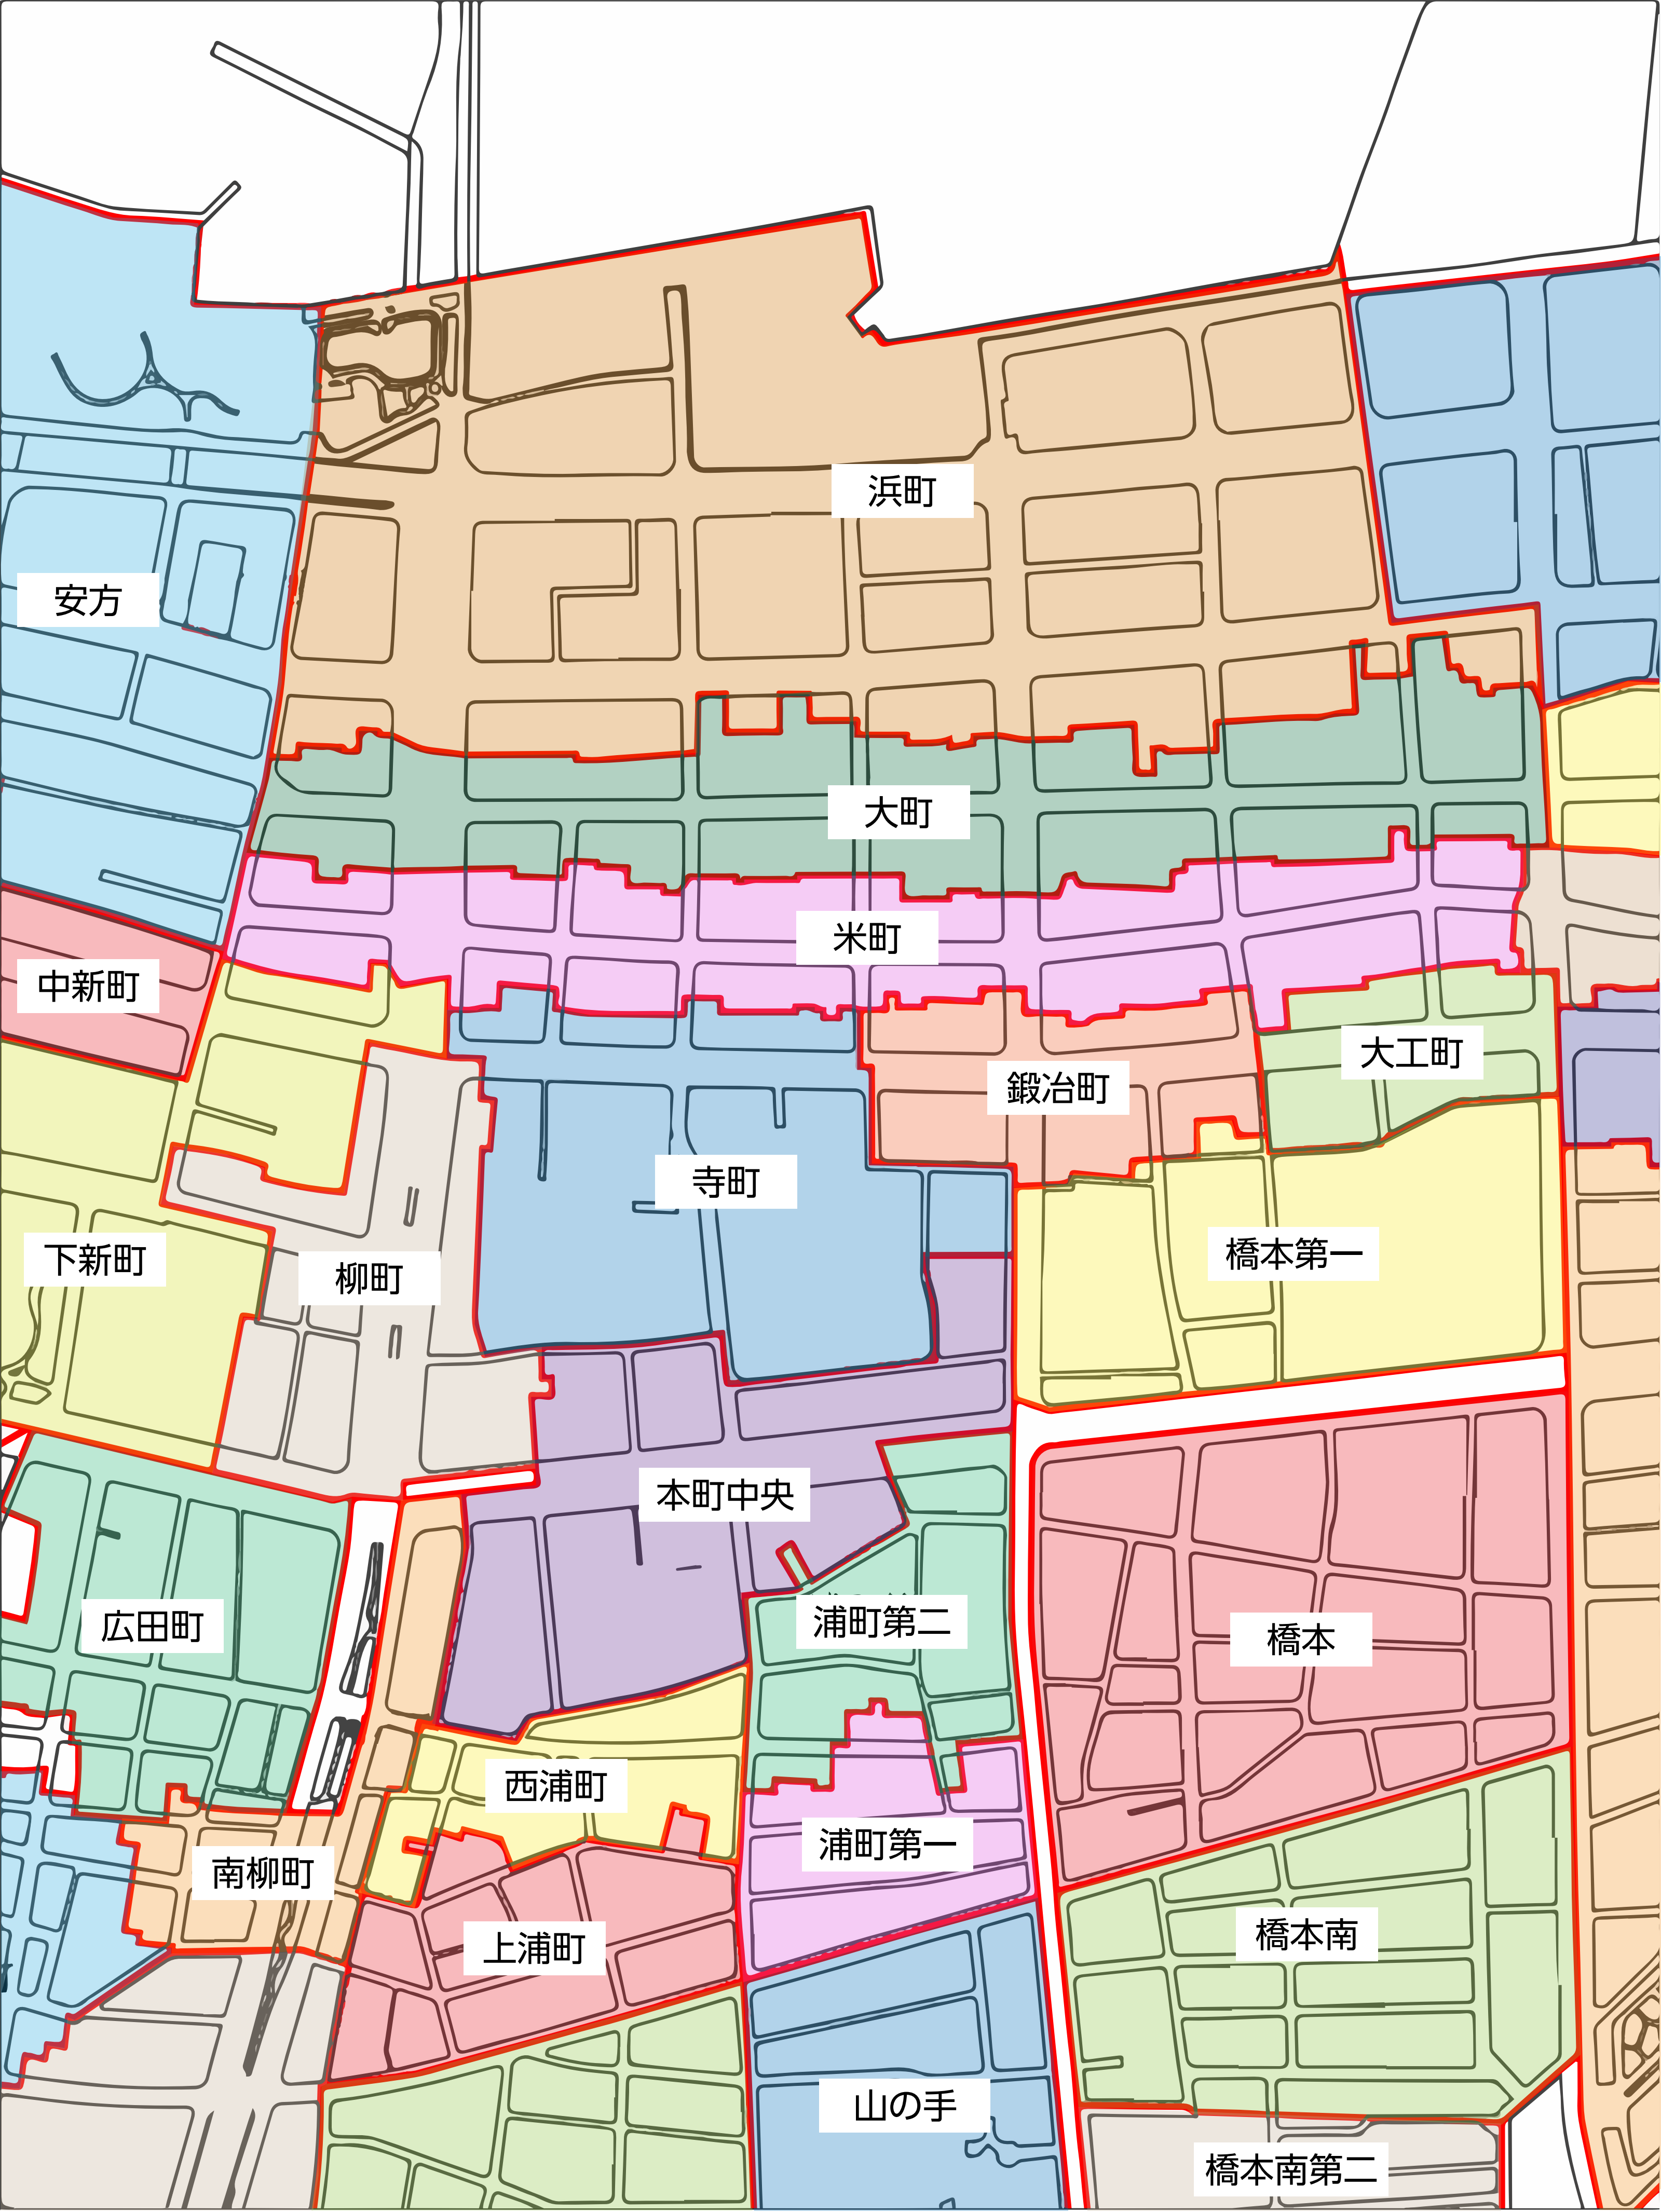 浜町
安方
大町
米町
中新町
大工町
鍛冶町
寺町
橋本第一
下新町
柳町
本町中央
浦町第二
広田町
橋本
西浦町
浦町第一
南柳町
橋本南
上浦町
山の手
橋本南第二